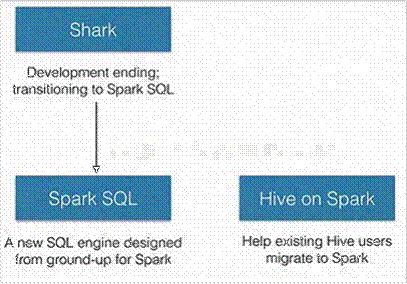 Shark
Development ending;
transitioning to Spark SQL
Spark SQL
Hive on Spark
A new SQL engine designed
from ground-up for Spark
Help existing Hive users
migrate to Spark